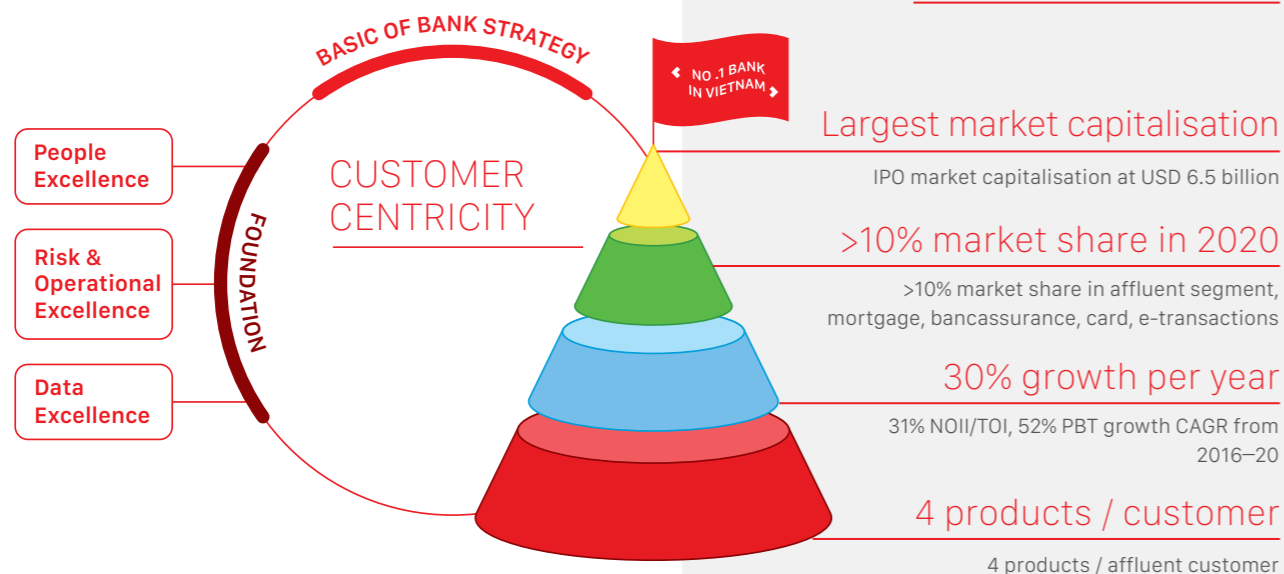 BASIC OF BANK STRATEGY
NO .1 BANK
IN VIETNAM
People
Excellence
Risk &
Operational
Excellence
Data
Excellence
FOUNDATION
CUSTOMER
CENTRICITY
Largest market capitalisation
IPO market capitalisation at USD 6.5 billion
>10% market share in 2020
>10% market share in affluent segment,
mortgage, bancassurance, card, e-transactions
30% growth per year
31% NOII/TOI, 52% PBT growth CAGR from
2016–20
4 products / customer
4 products / affluent customer